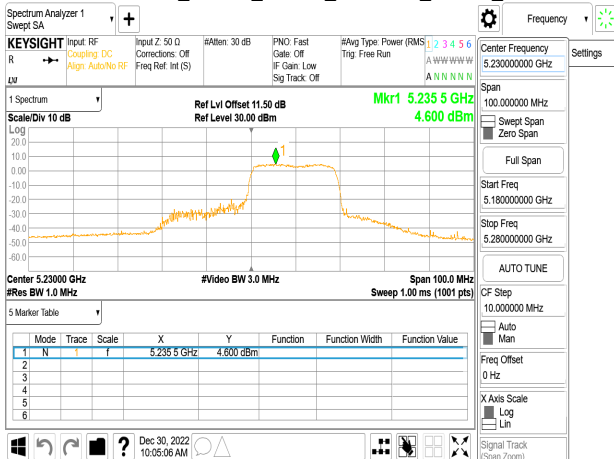 Spectrum Analyzer 1
Swept SA
+
Frequency
KEYSIGHT
R
Input: RF
Coupling: DC
Align: Auto/No RF
Input Z: 50 Ω
Corrections: Off
Freq Ref: Int (S)
#Atten: 30 dB
PNO: Fast
Gate: Off
IF Gain: Low
Sig Track: Off
#Avg Type: Power (RMS
Trig: Free Run
1 2 3 4 5 6
A W W W W W
A N N N N N
LXI
1 Spectrum
Scale/Div 10 dB
Ref Lvl Offset 11.50 dB
Ref Level 30.00 dBm
Mkr1 5.235 5 GHz
4.600 dBm
Log
20.0
10.0
0.00
-10.0
-20.0
-30.0
-40.0
-50.0
-60.0
1
Center 5.23000 GHz
#Res BW 1.0 MHz
#Video BW 3.0 MHz
Span 100.0 MHz
Sweep 1.00 ms (1001 pts)
5 Marker Table
Mode Trace Scale X Y Function Function Width Function Value
1 N 1 f 5.235 5 GHz 4.600 dBm
2
3
4
5
6
?
Dec 30, 2022
10:05:06 AM
Center Frequency
5.230000000 GHz
Settings
Span
100.000000 MHz
Swept Span
Zero Span
Full Span
Start Freq
5.180000000 GHz
Stop Freq
5.280000000 GHz
AUTO TUNE
CF Step
10.000000 MHz
Auto
Man
Freq Offset
0 Hz
X Axis Scale
Log
Lin
Signal Track
(Span Zoom)